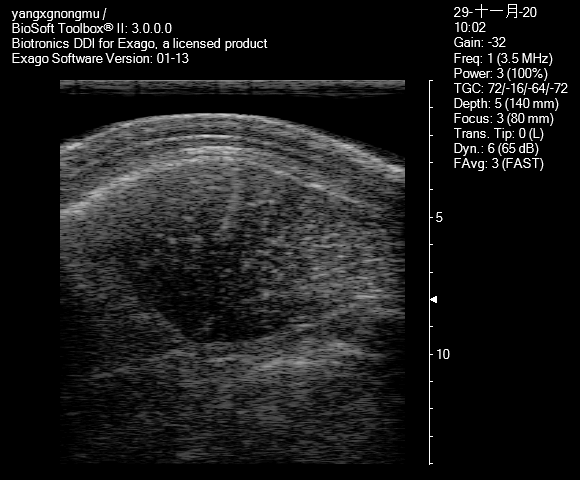 yangxgnongmu /
BioSoft Toolbox® II: 3.0.0.0
Biotronics DDI for Exago, a licensed product
Exago Software Version: 01-13
29-十一月-20
10:02
Gain: -32
Freq: 1 (3.5 MHz)
Power: 3 (100%)
TGC: 72/-16/-64/-72
Depth: 5 (140 mm)
Focus: 3 (80 mm)
Trans. Tip: 0 (L)
Dyn.: 6 (65 dB)
FAvg: 3 (FAST)
5
10